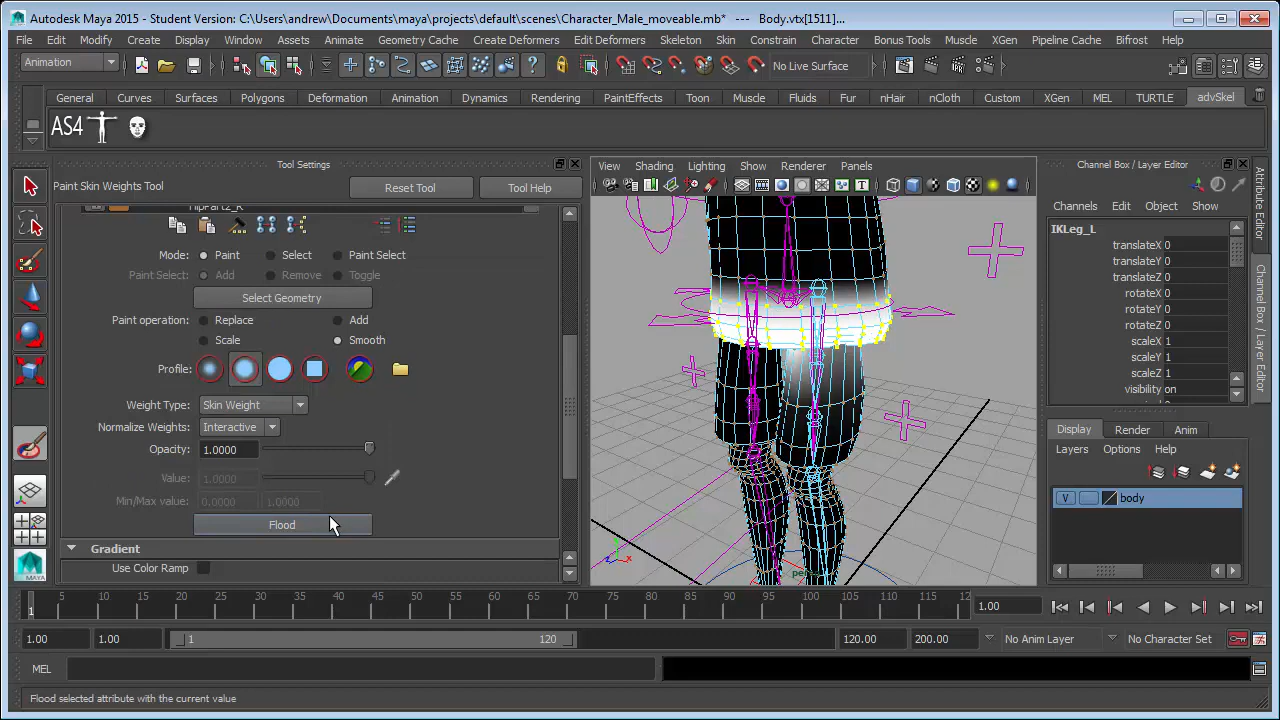 Autodesk Maya 2015 - Student Version: C:\Users\andrew\Documents\maya\projects\default\scenes\Character_Male_moveable.mb*   ---   Body.vtx[1511]...
File Edit Modify Create Display Window Assets Animate Geometry Cache Create Deformers Edit Deformers Skeleton Skin Constrain Character Bonus Tools Muscle XGen Pipeline Cache Bifrost Help
Animation
No Live Surface
General Curves Surfaces Polygons Deformation Animation Dynamics Rendering PaintEffects Toon Muscle Fluids Fur nHair nCloth Custom XGen MEL TURTLE advSkel
AS4
Tool Settings
Paint Skin Weights Tool
Reset Tool
Tool Help
View Shading Lighting Show Renderer Panels
Channel Box / Layer Editor
HipPart2_R
Mode: Paint Select Paint Select
Paint Select: Add Remove Toggle
Select Geometry
Paint operation: Replace Add
Scale Smooth
Profile:
Weight Type: Skin Weight
Normalize Weights: Interactive
Opacity: 1.0000
Value: 1.0000
Min/Max value: 0.0000 1.0000
Flood
Gradient
Use Color Ramp
persp
Channels Edit Object Show
IKLeg_L
translateX 0
translateY 0
translateZ 0
rotateX 0
rotateY 0
rotateZ 0
scaleX 1
scaleY 1
scaleZ 1
visibility on
Display Render Anim
Layers Options Help
V body
Attribute Editor
Channel Box / Layer Editor
1 5 10 15 20 25 30 35 40 45 50 55 60 65 70 75 80 85 90 95 100 105 110 115 12
1.00
1.00 1.00 1 120 120.00 200.00 No Anim Layer No Character Set
MEL
Flood selected attribute with the current value